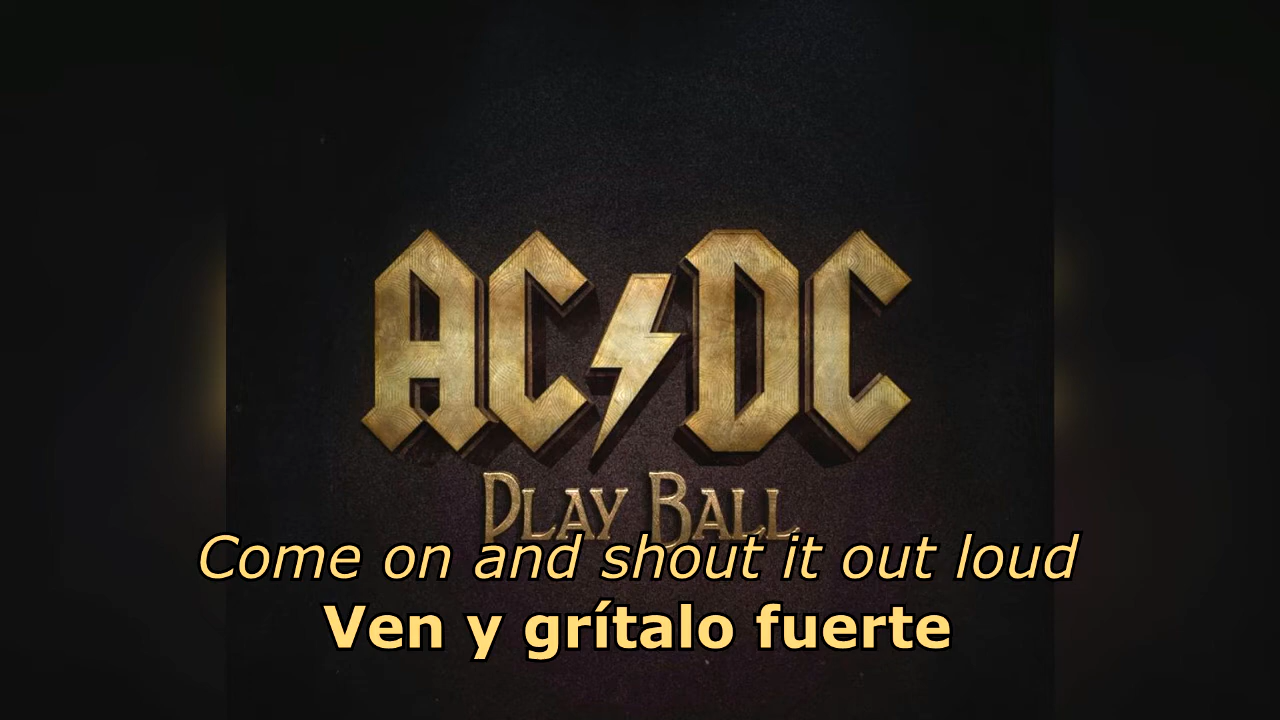 AC⚡DC
PLAY BALL
Come on and shout it out loud
Ven y grítalo fuerte